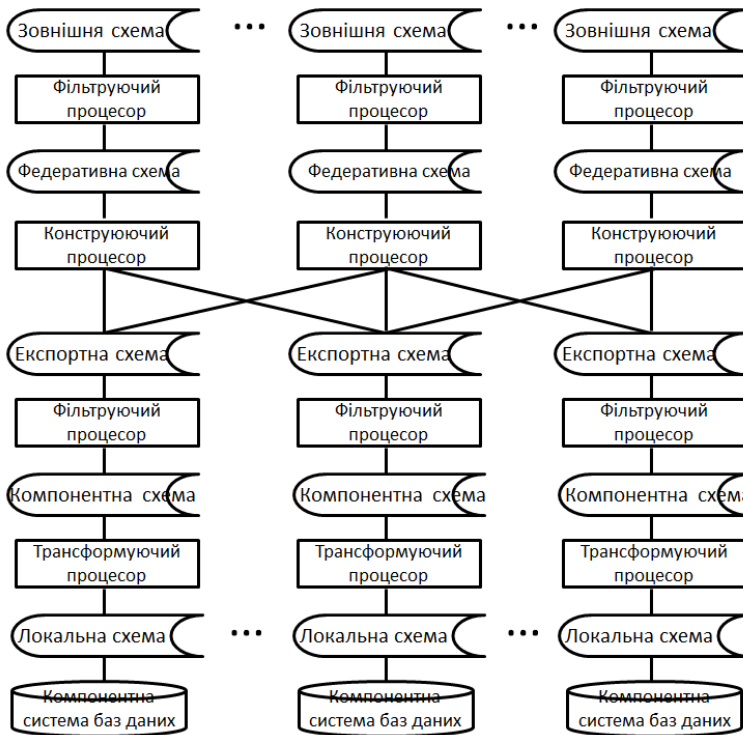 Зовнішня схема ... Зовнішня схема ... Зовнішня схема
Фільтруючий Фільтруючий Фільтруючий
процесор процесор процесор
Федеративна схема Федеративна схема Федеративна схема
Конструюючий Конструюючий Конструюючий
процесор процесор процесор
Експортна схема Експортна схема Експортна схема
Фільтруючий Фільтруючий Фільтруючий
процесор процесор процесор
Компонентна схема Компонентна схема Компонентна схема
Трансформуючий Трансформуючий Трансформуючий
процесор процесор процесор
Локальна схема ... Локальна схема ... Локальна схема
Компонентна Компонентна Компонентна
система баз даних система баз даних система баз даних